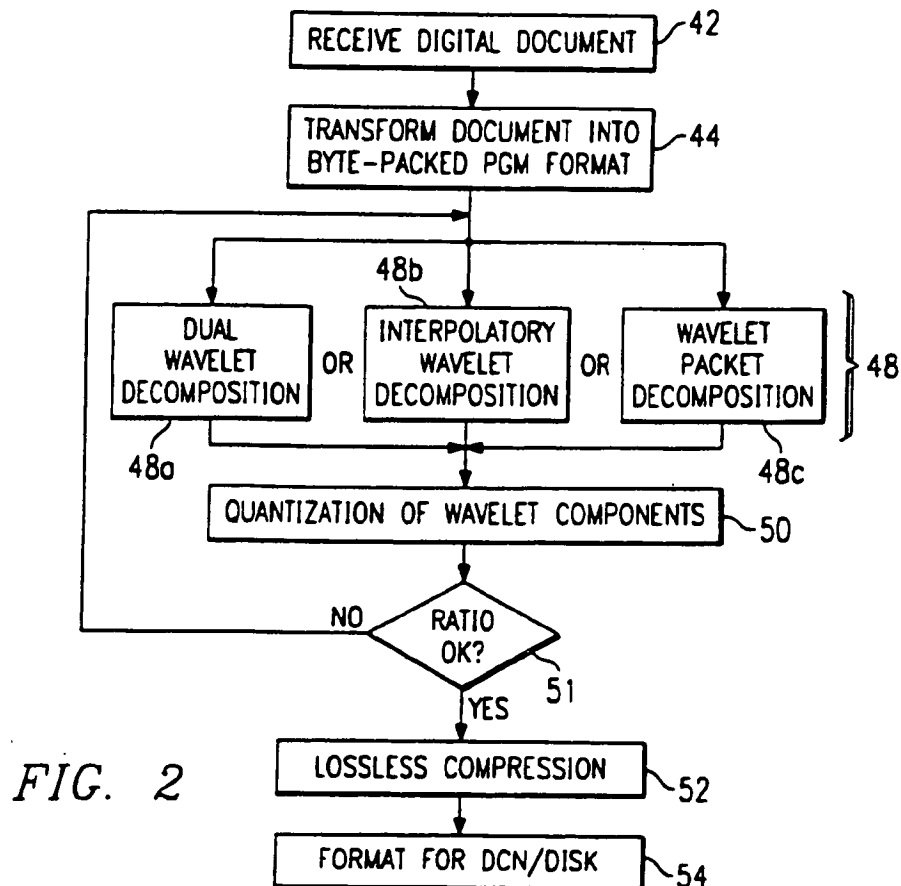 RECEIVE DIGITAL DOCUMENT
42
TRANSFORM DOCUMENT INTO
BYTE-PACKED PGM FORMAT
44
48b
DUAL
WAVELET
DECOMPOSITION
OR
INTERPOLATORY
WAVELET
DECOMPOSITION
OR
WAVELET
PACKET
DECOMPOSITION
48
48a
48c
QUANTIZATION OF WAVELET COMPONENTS
50
NO
RATIO
OK?
51
YES
LOSSLESS COMPRESSION
52
FIG. 2
FORMAT FOR DCN/DISK
54